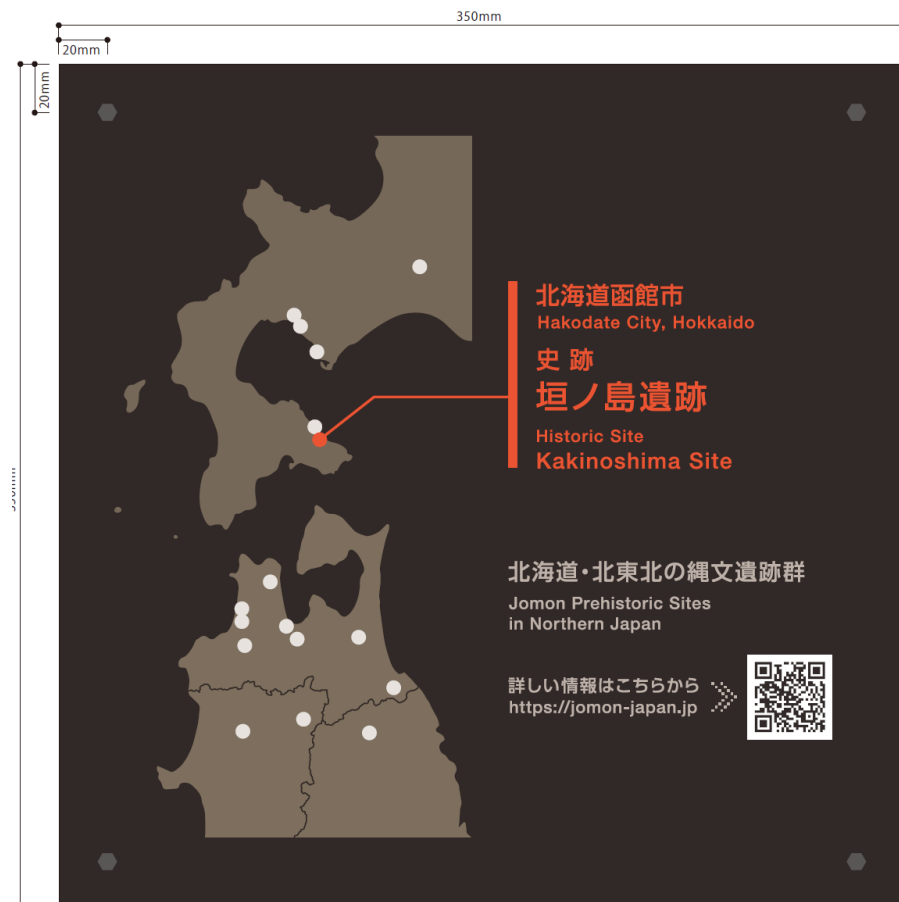 350mm
20mm
20mm
北海道函館市
Hakodate City, Hokkaido
史跡
垣ノ島遺跡
Historic Site
Kakinoshima Site
北海道・北東北の縄文遺跡群
Jomon Prehistoric Sites
in Northern Japan
詳しい情報はこちらから
https://jomon-japan.jp